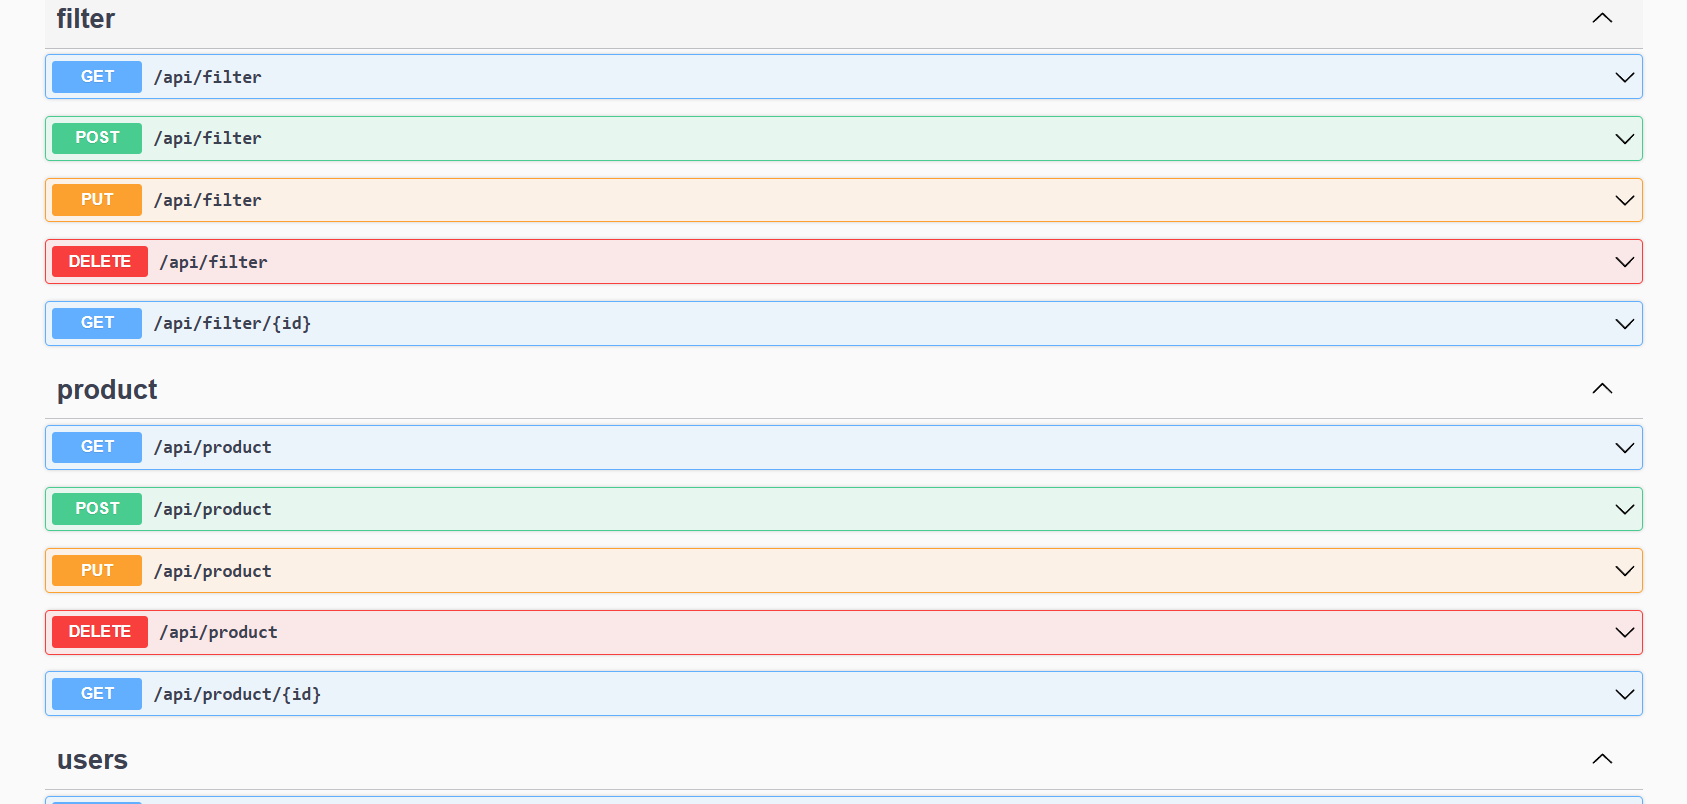 filter
GET /api/filter
POST /api/filter
PUT /api/filter
DELETE /api/filter
GET /api/filter/{id}
product
GET /api/product
POST /api/product
PUT /api/product
DELETE /api/product
GET /api/product/{id}
users